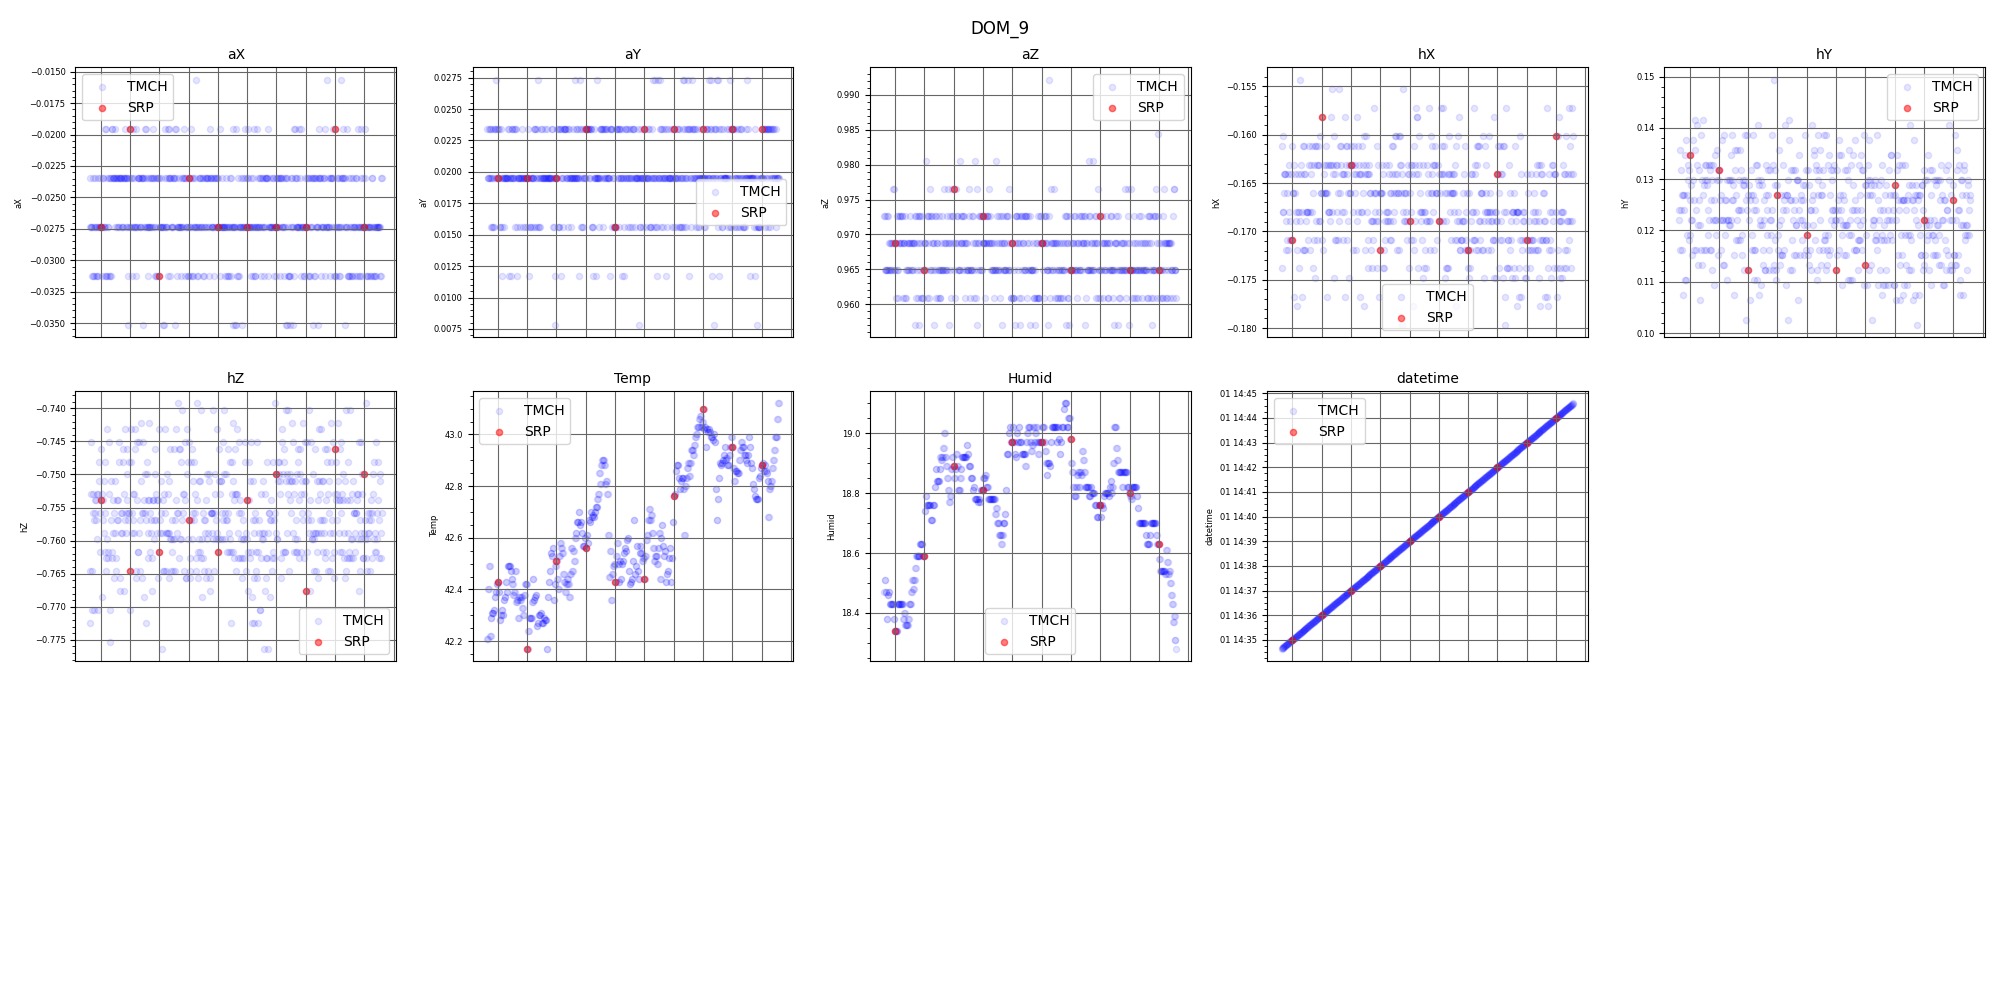 DOM_9
aX
−0.0150
−0.0175
−0.0200
−0.0225
−0.0250
−0.0275
−0.0300
−0.0325
−0.0350
aX
TMCH
SRP
aY
0.0275
0.0250
0.0225
0.0200
0.0175
0.0150
0.0125
0.0100
0.0075
aY
TMCH
SRP
aZ
0.990
0.985
0.980
0.975
0.970
0.965
0.960
aZ
TMCH
SRP
hX
−0.155
−0.160
−0.165
−0.170
−0.175
−0.180
hX
TMCH
SRP
hY
0.15
0.14
0.13
0.12
0.11
0.10
hY
TMCH
SRP
hZ
−0.740
−0.745
−0.750
−0.755
−0.760
−0.765
−0.770
−0.775
hZ
TMCH
SRP
Temp
43.0
42.8
42.6
42.4
42.2
Temp
TMCH
SRP
Humid
19.0
18.8
18.6
18.4
Humid
TMCH
SRP
datetime
01 14:45
01 14:44
01 14:43
01 14:42
01 14:41
01 14:40
01 14:39
01 14:38
01 14:37
01 14:36
01 14:35
datetime
TMCH
SRP